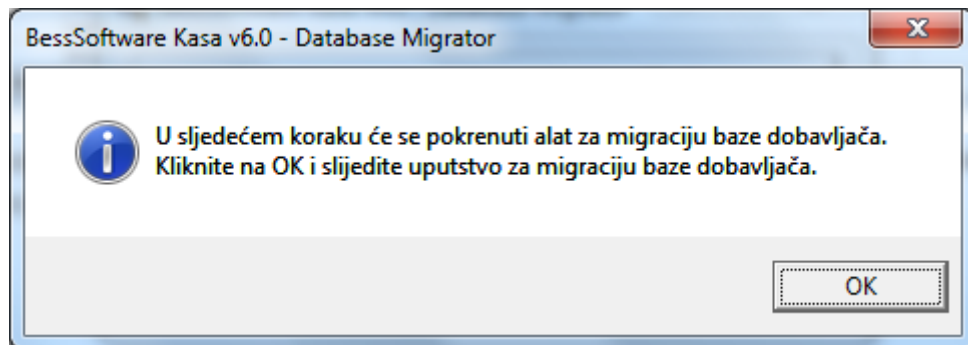 BessSoftware Kasa v6.0 - Database Migrator
U sljedećem koraku će se pokrenuti alat za migraciju baze dobavljača.
Kliknite na OK i slijedite uputstvo za migraciju baze dobavljača.
OK